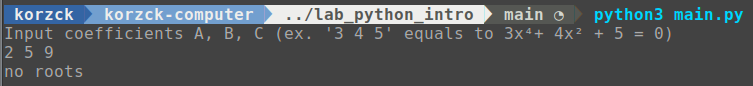 korzck korzck-computer ../lab_python_intro main ◔ python3 main.py
Input coefficients A, B, C (ex. '3 4 5' equals to 3x⁴+ 4x² + 5 = 0)
2 5 9
no roots